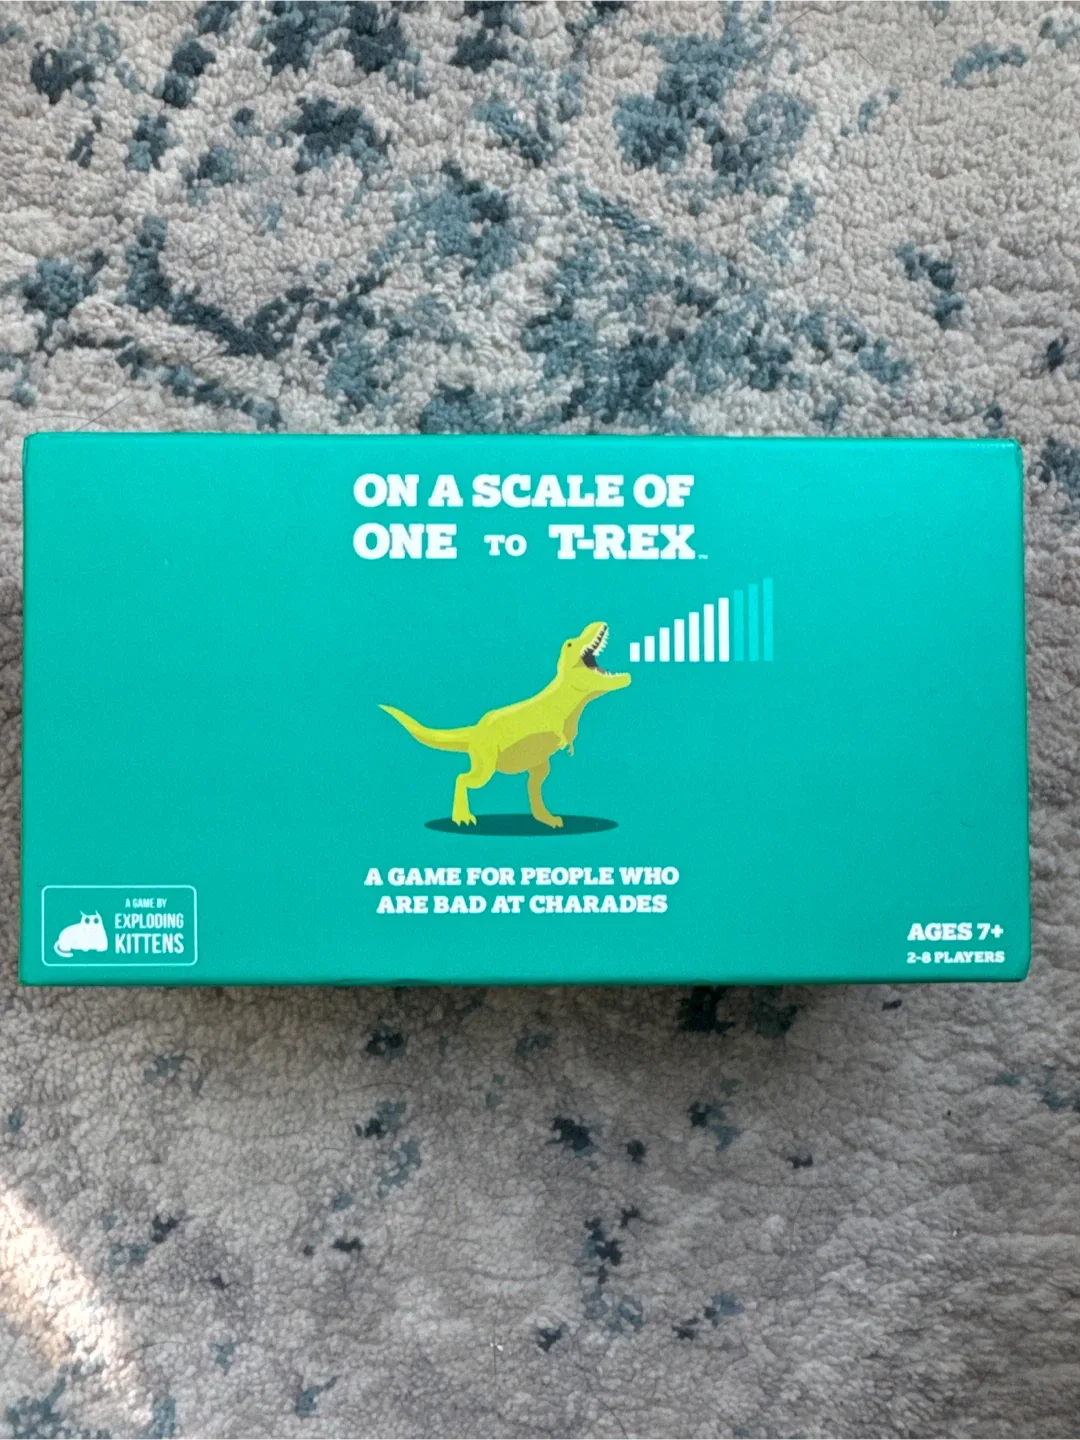 ON A SCALE OF
ONE TO T-REX™
A GAME FOR PEOPLE WHO
ARE BAD AT CHARADES
A GAME BY
EXPLODING
KITTENS
AGES 7+
2-8 PLAYERS